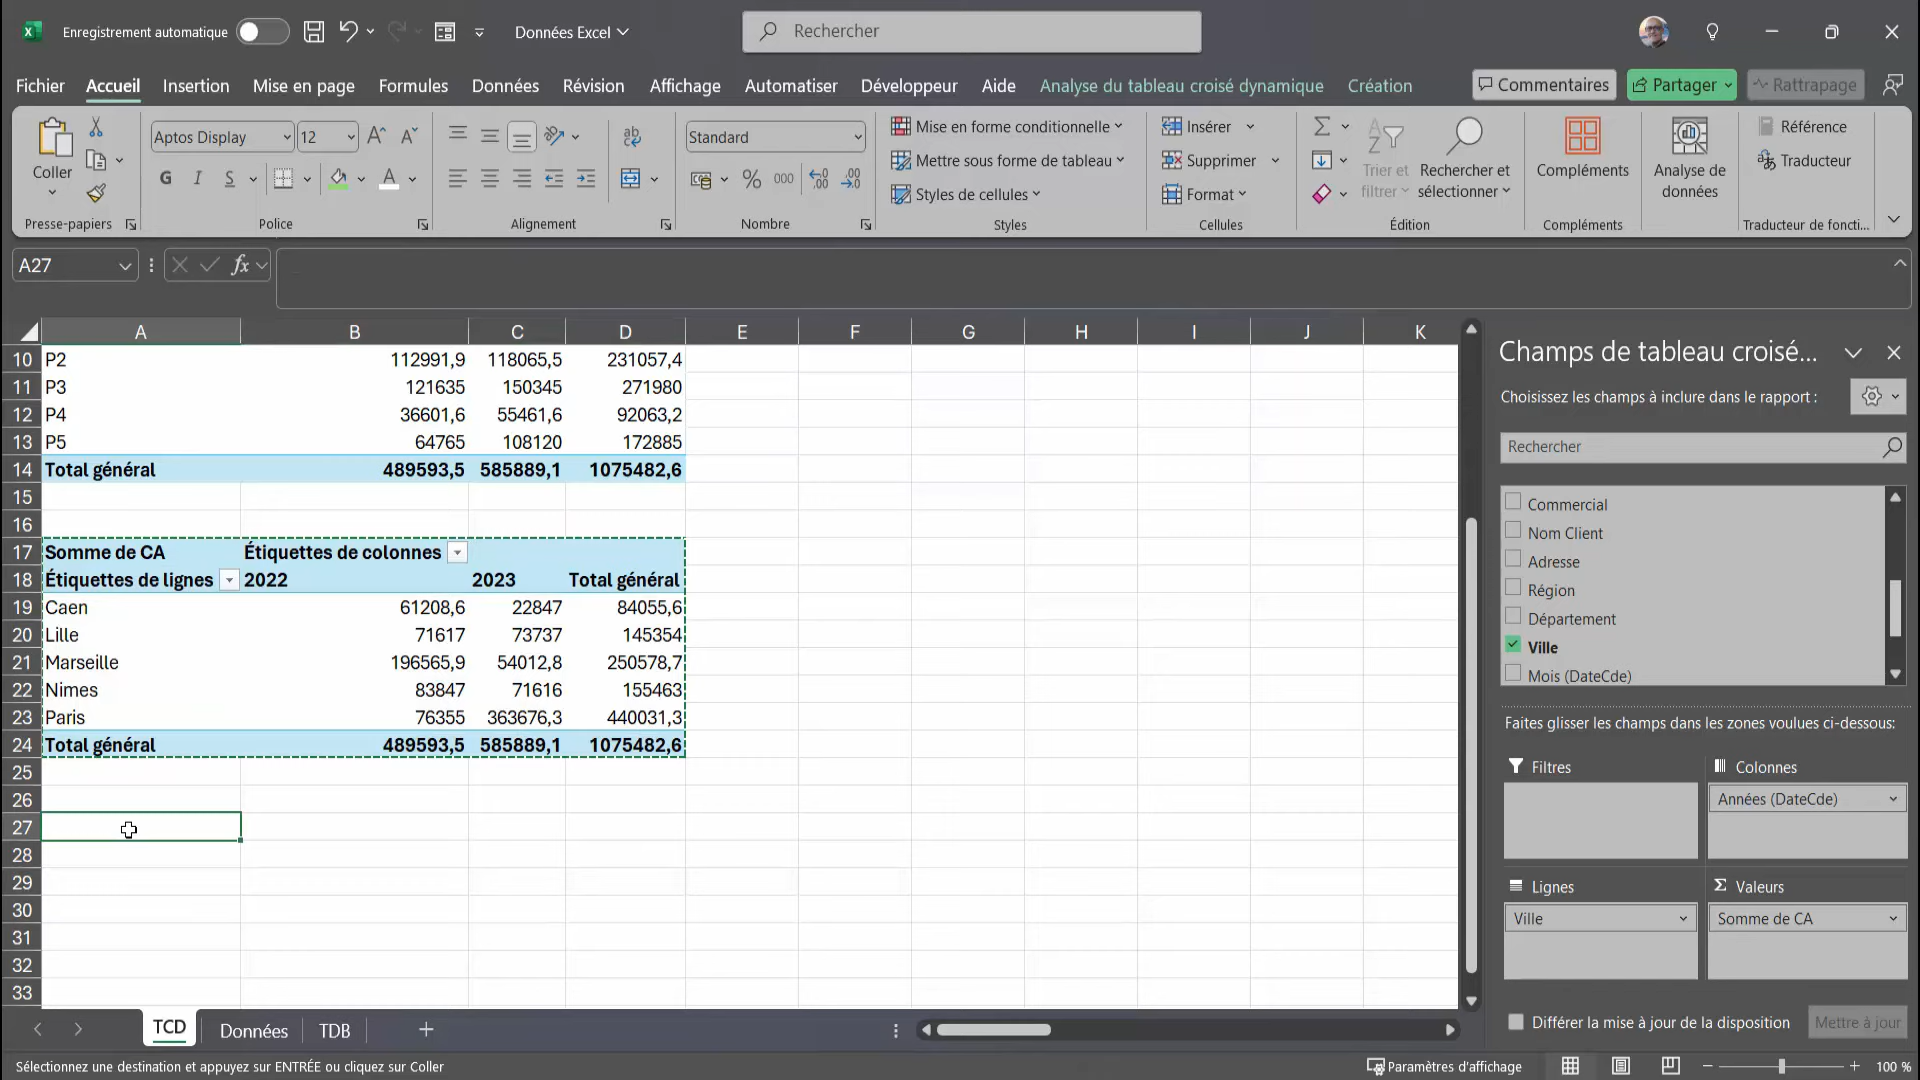 Enregistrement automatique Données Excel Rechercher
Fichier Accueil Insertion Mise en page Formules Données Révision Affichage Automatiser Développeur Aide Analyse du tableau croisé dynamique Création Commentaires Partager Rattrapage
Coller
Presse-papiers
Aptos Display 12
G I S
Police
Alignement
Standard
% 000
Nombre
Mise en forme conditionnelle
Mettre sous forme de tableau
Styles de cellules
Styles
Insérer
Supprimer
Format
Cellules
Trier et
filtrer
Rechercher et
sélectionner
Édition
Compléments
Compléments
Analyse de
données
Référence
Traducteur
Traducteur de foncti...
A27 fx
A B C D E F G H I J K
10 P2 112991,9 118065,5 231057,4
11 P3 121635 150345 271980
12 P4 36601,6 55461,6 92063,2
13 P5 64765 108120 172885
14 Total général 489593,5 585889,1 1075482,6
15
16
17 Somme de CA Étiquettes de colonnes
18 Étiquettes de lignes 2022 2023 Total général
19 Caen 61208,6 22847 84055,6
20 Lille 71617 73737 145354
21 Marseille 196565,9 54012,8 250578,7
22 Nimes 83847 71616 155463
23 Paris 76355 363676,3 440031,3
24 Total général 489593,5 585889,1 1075482,6
25
26
27
28
29
30
31
32
33
Champs de tableau croisé...
Choisissez les champs à inclure dans le rapport :
Rechercher
Commercial
Nom Client
Adresse
Région
Département
Ville
Mois (DateCde)
Faites glisser les champs dans les zones voulues ci-dessous:
Filtres
Colonnes
Années (DateCde)
Lignes
Ville
Σ Valeurs
Somme de CA
Différer la mise à jour de la disposition Mettre à jour
TCD Données TDB
Sélectionnez une destination et appuyez sur ENTRÉE ou cliquez sur Coller Paramètres d'affichage 100 %